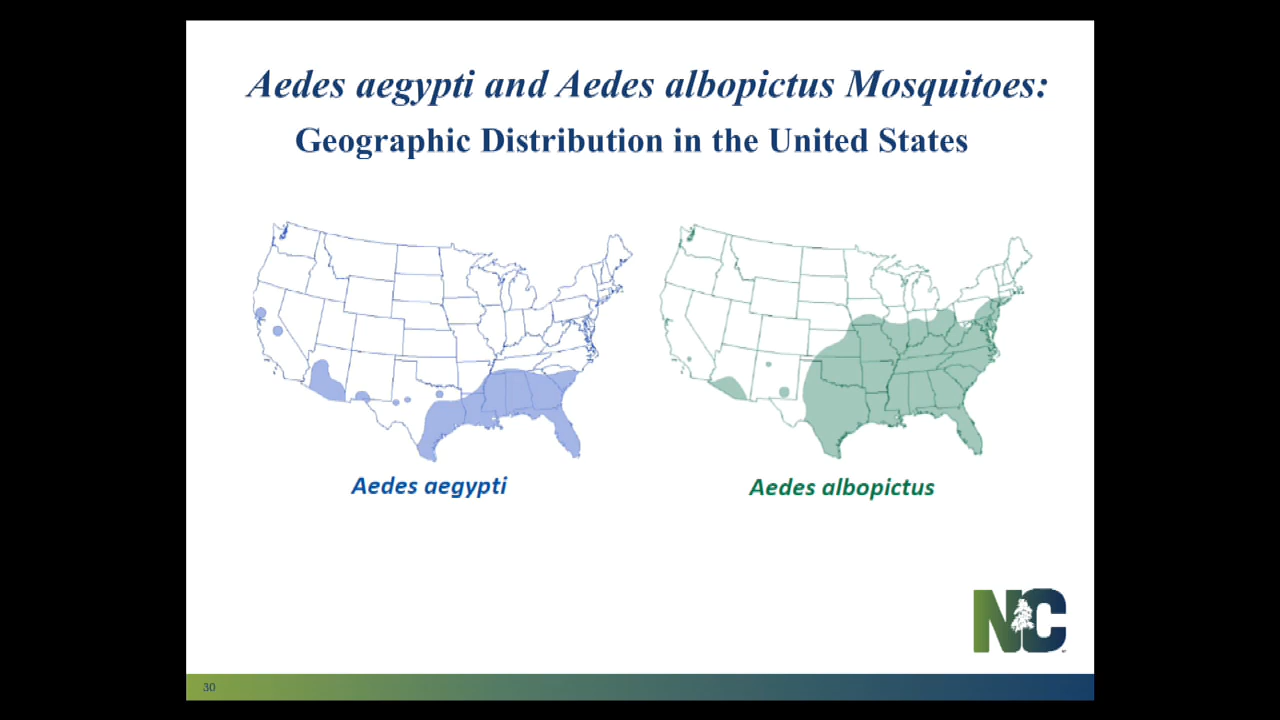 Aedes aegypti and Aedes albopictus Mosquitoes:
Geographic Distribution in the United States
Aedes aegypti
Aedes albopictus
NC
30